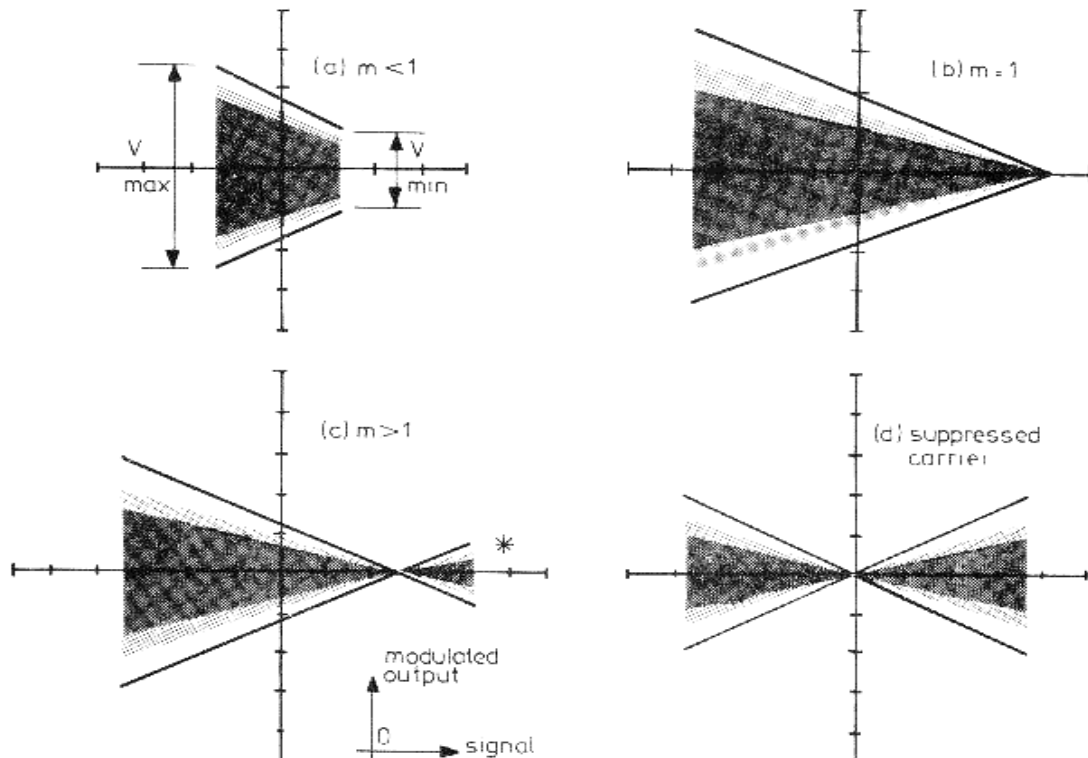 (a) m < 1
V
max
V
min
(b) m = 1
(c) m > 1
*
(d) suppressed
carrier
modulated
output
0
signal